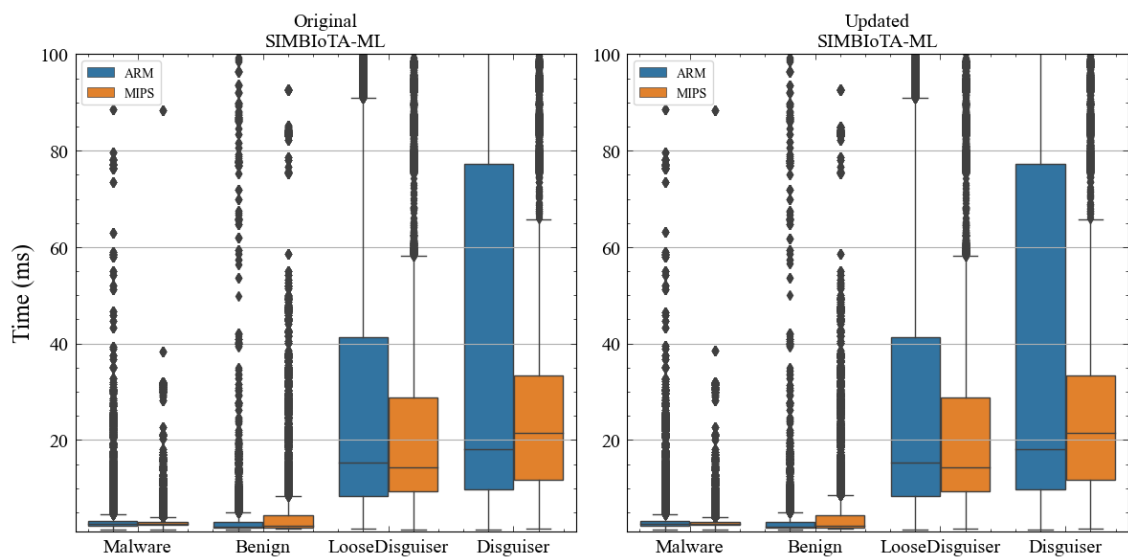 Original
SIMBIoTA-ML
Updated
SIMBIoTA-ML
Time (ms)
100
80
60
40
20
ARM
MIPS
Malware
Benign
LooseDisguiser
Disguiser
100
80
60
40
20
ARM
MIPS
Malware
Benign
LooseDisguiser
Disguiser